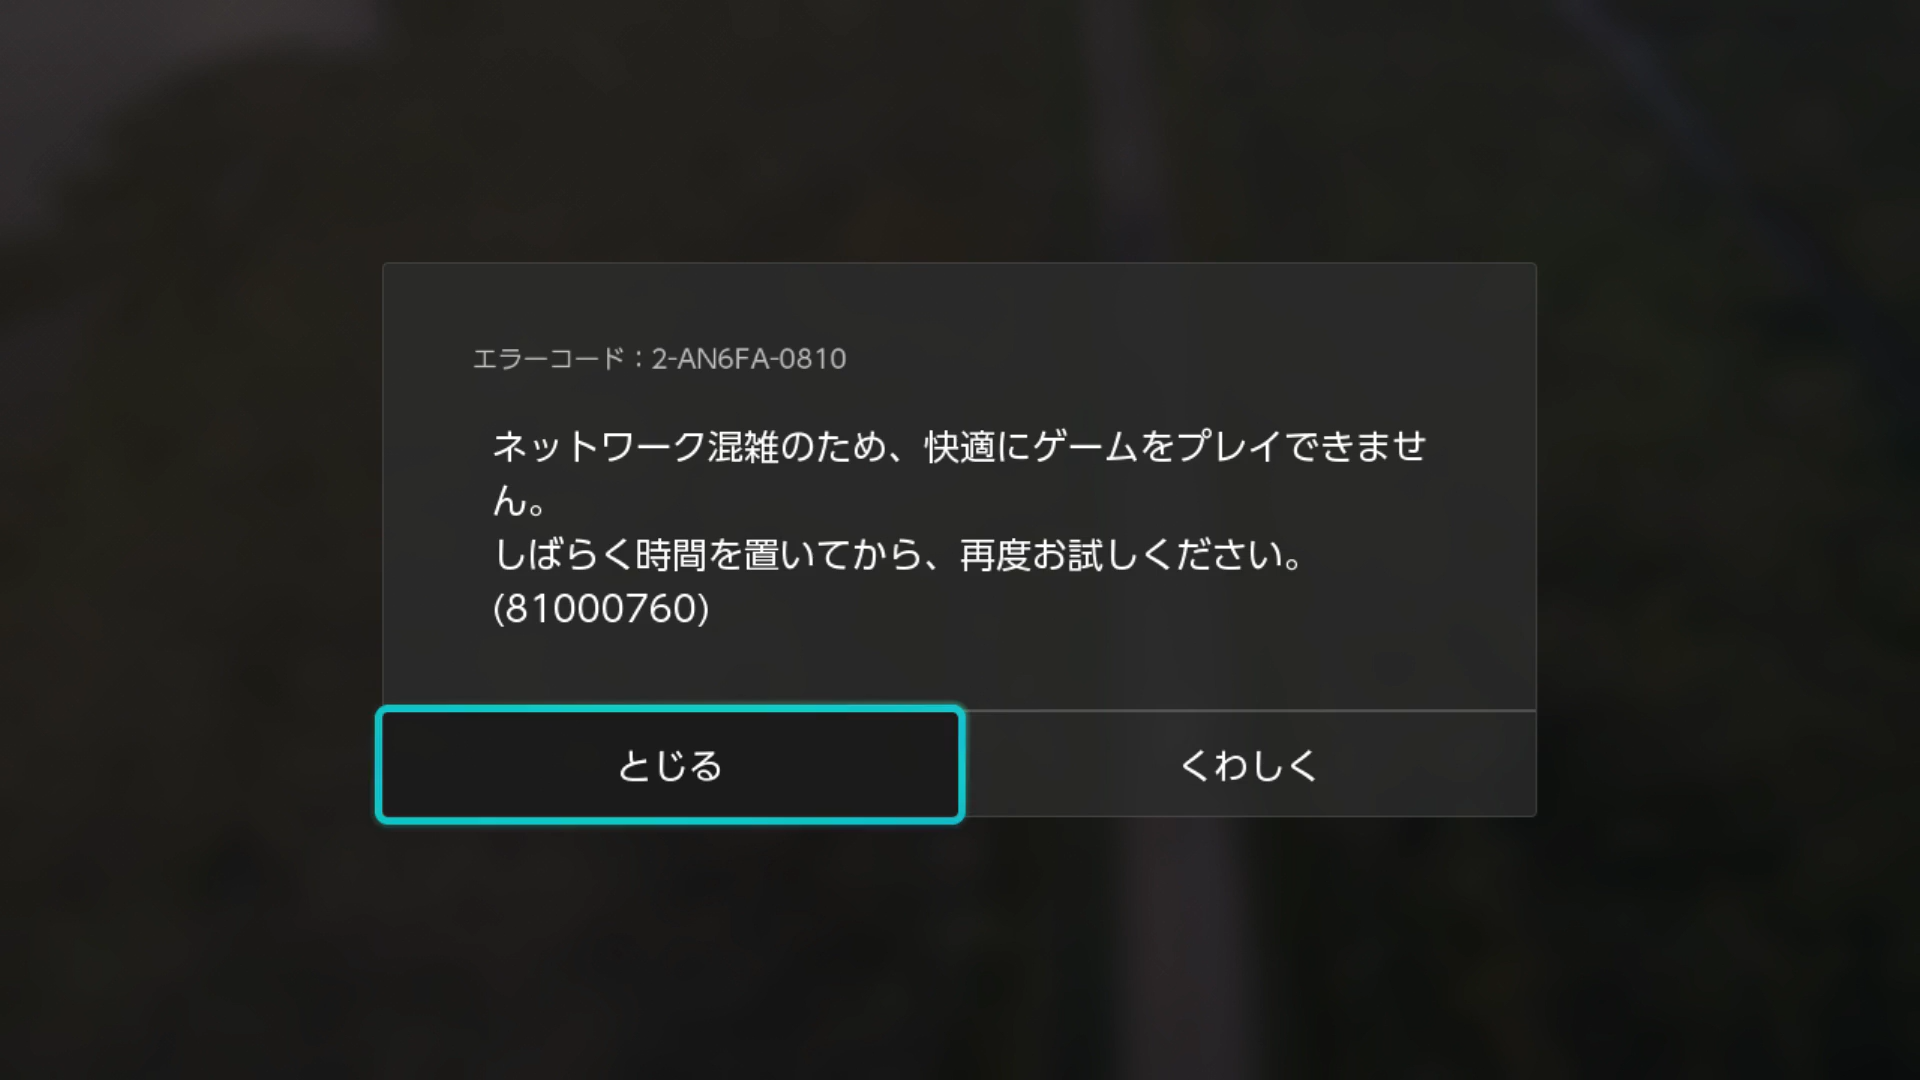 エラーコード：2-AN6FA-0810
ネットワーク混雑のため、快適にゲームをプレイできませ
ん。
しばらく時間を置いてから、再度お試しください。
(81000760)
とじる
くわしく